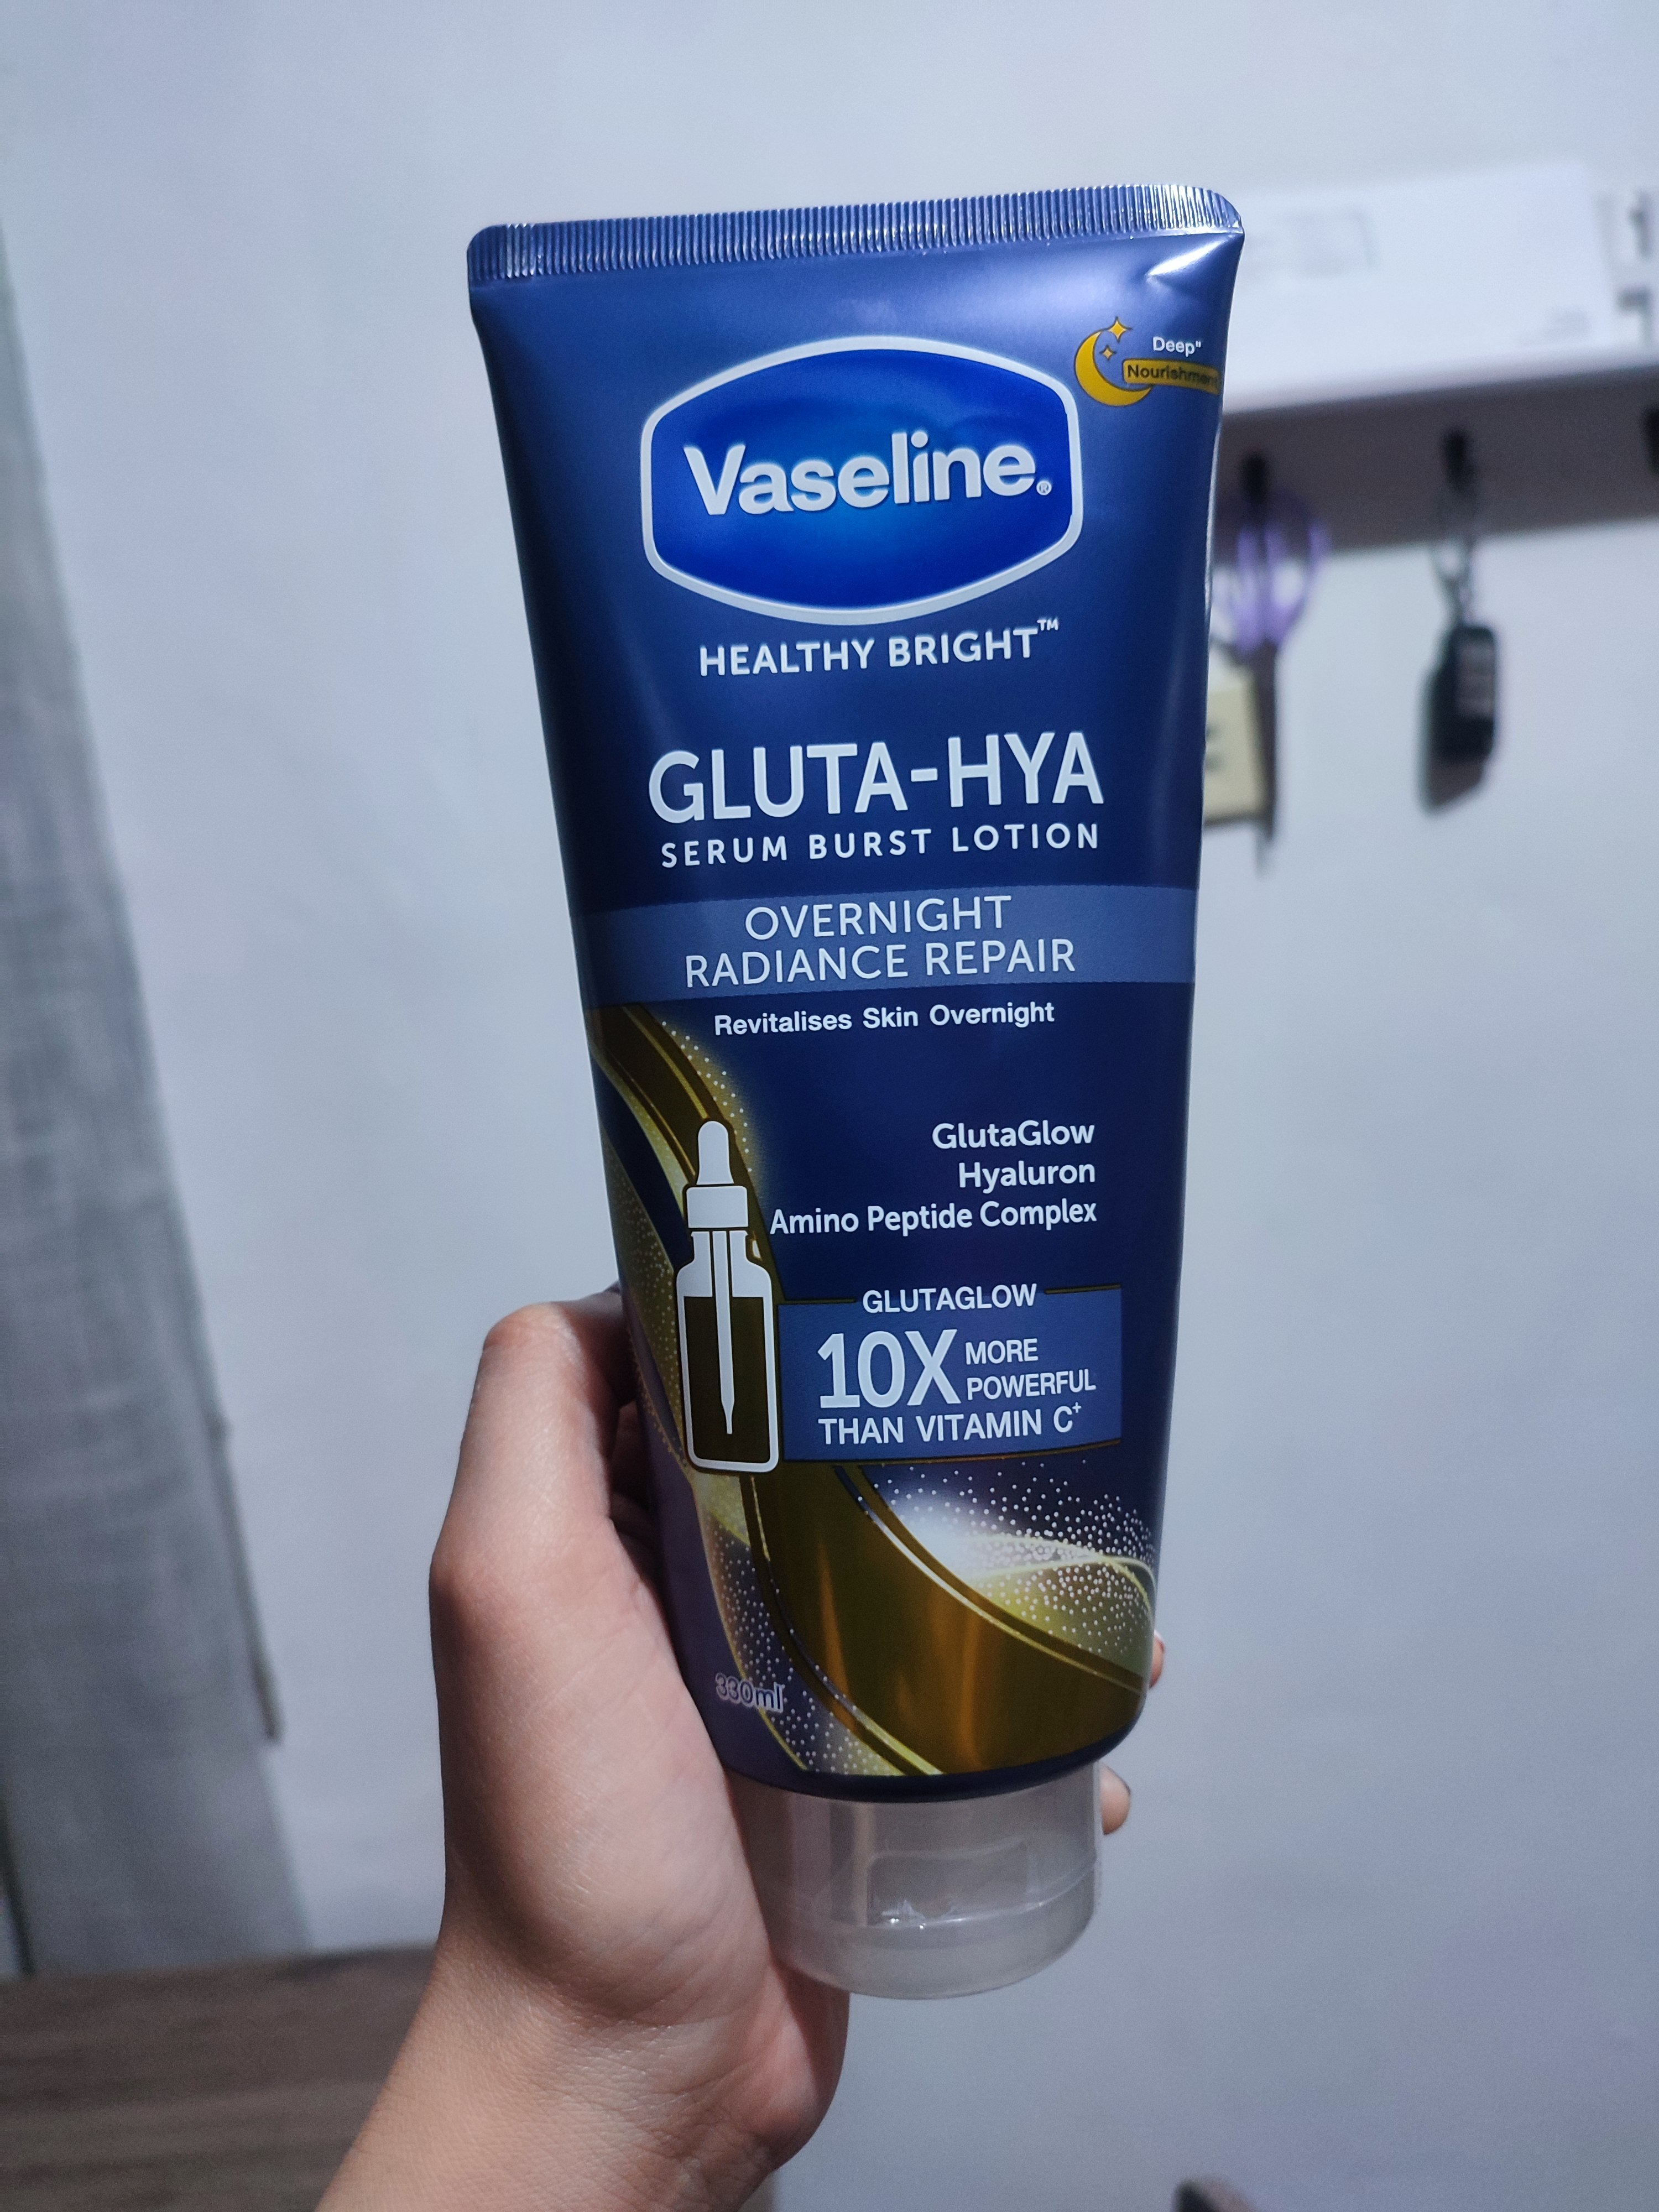 Deep"
Nourishment
Vaseline®
HEALTHY BRIGHT™
GLUTA-HYA
SERUM BURST LOTION
OVERNIGHT
RADIANCE REPAIR
Revitalises Skin Overnight
GlutaGlow
Hyaluron
Amino Peptide Complex
GLUTAGLOW
10X MORE
POWERFUL
THAN VITAMIN C⁺
330ml